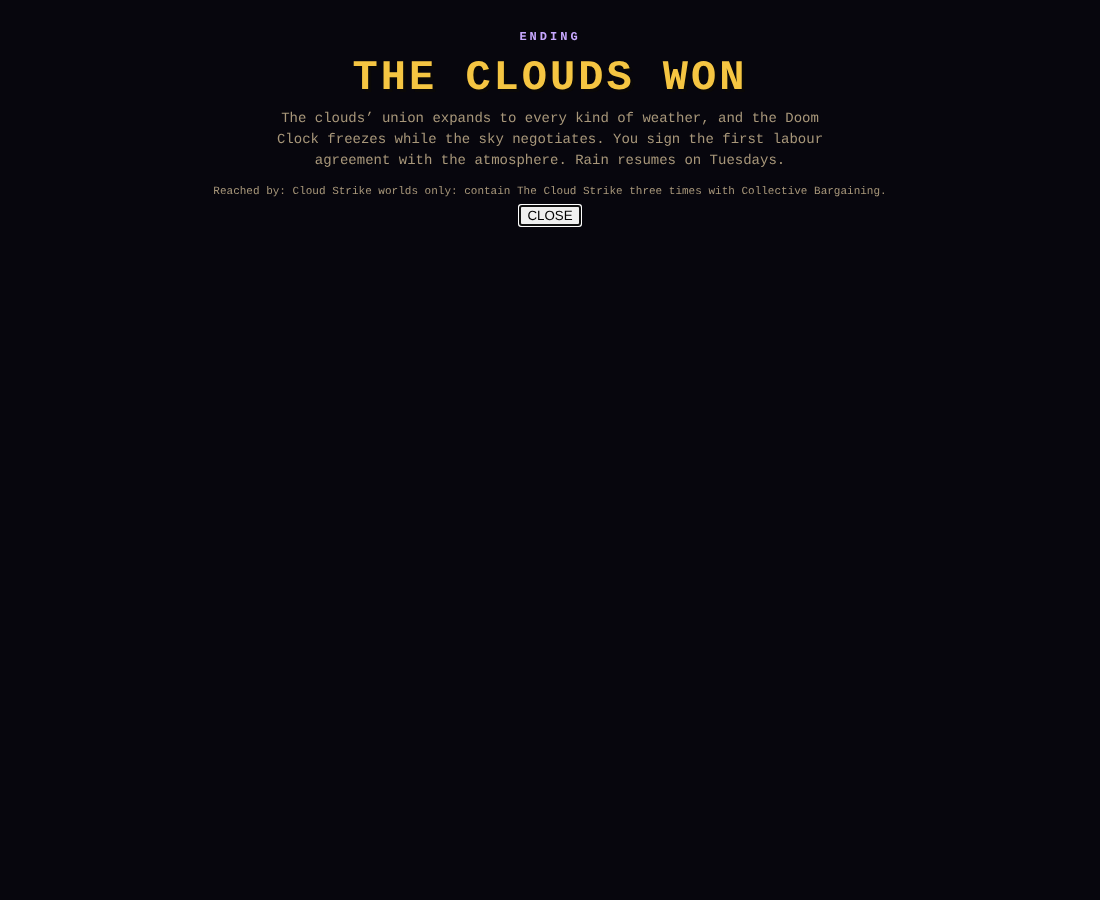 ENDING
THE CLOUDS WON
The clouds’ union expands to every kind of weather, and the Doom
Clock freezes while the sky negotiates. You sign the first labour
agreement with the atmosphere. Rain resumes on Tuesdays.
Reached by: Cloud Strike worlds only: contain The Cloud Strike three times with Collective Bargaining.
CLOSE